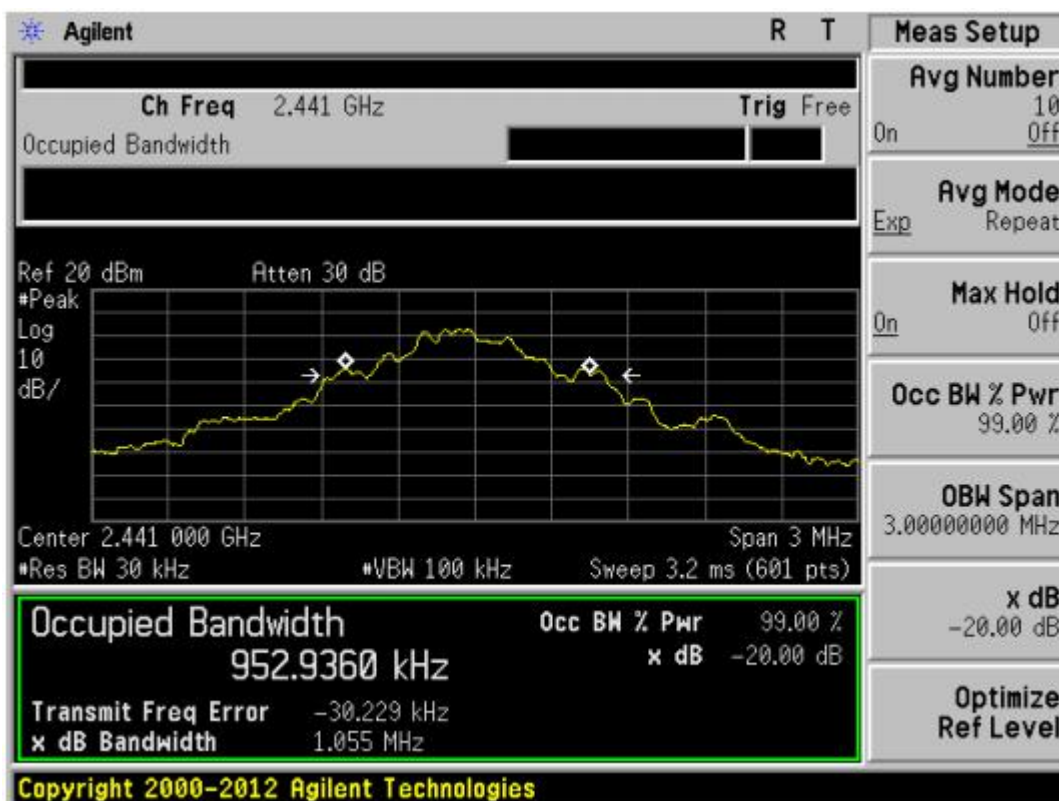 Agilent R T
Ch Freq 2.441 GHz Trig Free
Occupied Bandwidth
Ref 20 dBm Atten 30 dB
#Peak
Log
10
dB/
Center 2.441 000 GHz Span 3 MHz
#Res BW 30 kHz #VBW 100 kHz Sweep 3.2 ms (601 pts)
Occupied Bandwidth
952.9360 kHz
Occ BW % Pwr 99.00 %
x dB -20.00 dB
Transmit Freq Error -30.229 kHz
x dB Bandwidth 1.055 MHz
Copyright 2000-2012 Agilent Technologies
Meas Setup
Avg Number
10
On Off
Avg Mode
Exp Repeat
Max Hold
On Off
Occ BW % Pwr
99.00 %
OBW Span
3.00000000 MHz
x dB
-20.00 dB
Optimize
Ref Level